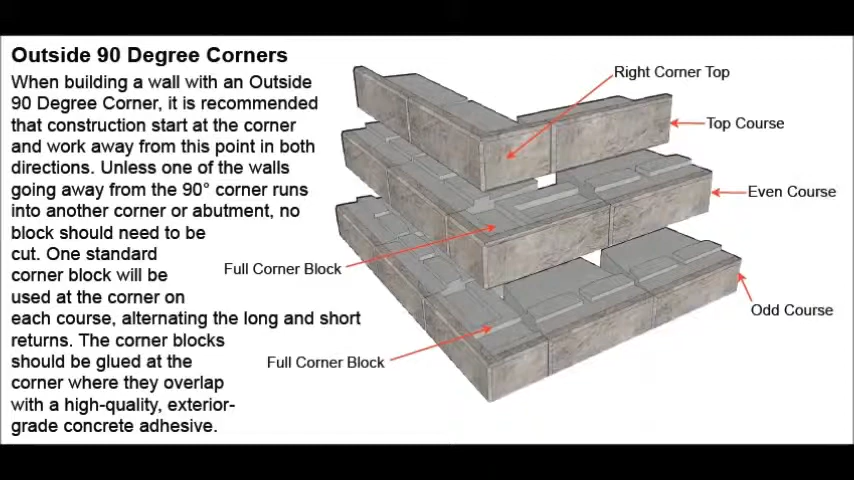 Outside 90 Degree Corners
When building a wall with an Outside
90 Degree Corner, it is recommended
that construction start at the corner
and work away from this point in both
directions. Unless one of the walls
going away from the 90° corner runs
into another corner or abutment, no
block should need to be
cut. One standard
corner block will be
used at the corner on
each course, alternating the long and short
returns. The corner blocks
should be glued at the
corner where they overlap
with a high-quality, exterior-
grade concrete adhesive.
Right Corner Top
Top Course
Even Course
Full Corner Block
Odd Course
Full Corner Block